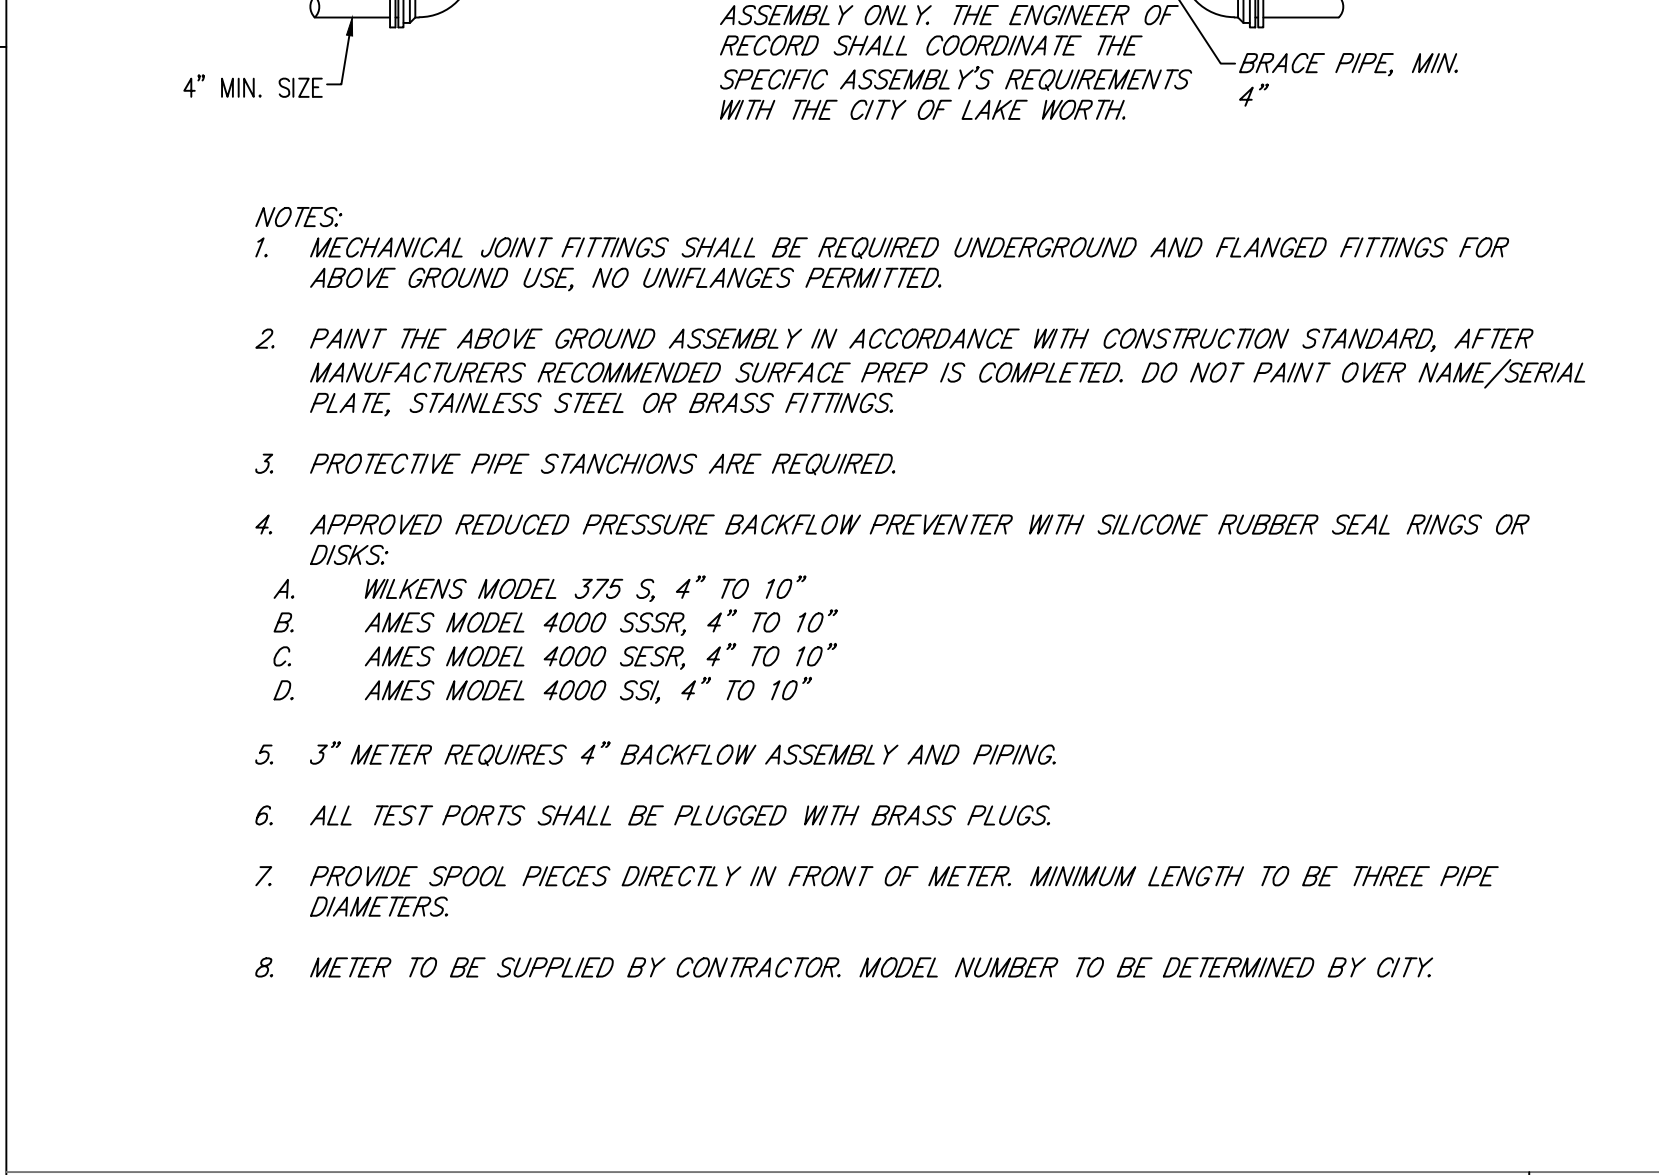 ASSEMBLY ONLY. THE ENGINEER OF
RECORD SHALL COORDINATE THE
SPECIFIC ASSEMBLY'S REQUIREMENTS
WITH THE CITY OF LAKE WORTH.
BRACE PIPE, MIN.
4"
4" MIN. SIZE
NOTES:
1. MECHANICAL JOINT FITTINGS SHALL BE REQUIRED UNDERGROUND AND FLANGED FITTINGS FOR
ABOVE GROUND USE, NO UNIFLANGES PERMITTED.
2. PAINT THE ABOVE GROUND ASSEMBLY IN ACCORDANCE WITH CONSTRUCTION STANDARD, AFTER
MANUFACTURERS RECOMMENDED SURFACE PREP IS COMPLETED. DO NOT PAINT OVER NAME/SERIAL
PLATE, STAINLESS STEEL OR BRASS FITTINGS.
3. PROTECTIVE PIPE STANCHIONS ARE REQUIRED.
4. APPROVED REDUCED PRESSURE BACKFLOW PREVENTER WITH SILICONE RUBBER SEAL RINGS OR
DISKS:
A. WILKENS MODEL 375 S, 4" TO 10"
B. AMES MODEL 4000 SSSR, 4" TO 10"
C. AMES MODEL 4000 SESR, 4" TO 10"
D. AMES MODEL 4000 SSI, 4" TO 10"
5. 3" METER REQUIRES 4" BACKFLOW ASSEMBLY AND PIPING.
6. ALL TEST PORTS SHALL BE PLUGGED WITH BRASS PLUGS.
7. PROVIDE SPOOL PIECES DIRECTLY IN FRONT OF METER. MINIMUM LENGTH TO BE THREE PIPE
DIAMETERS.
8. METER TO BE SUPPLIED BY CONTRACTOR. MODEL NUMBER TO BE DETERMINED BY CITY.